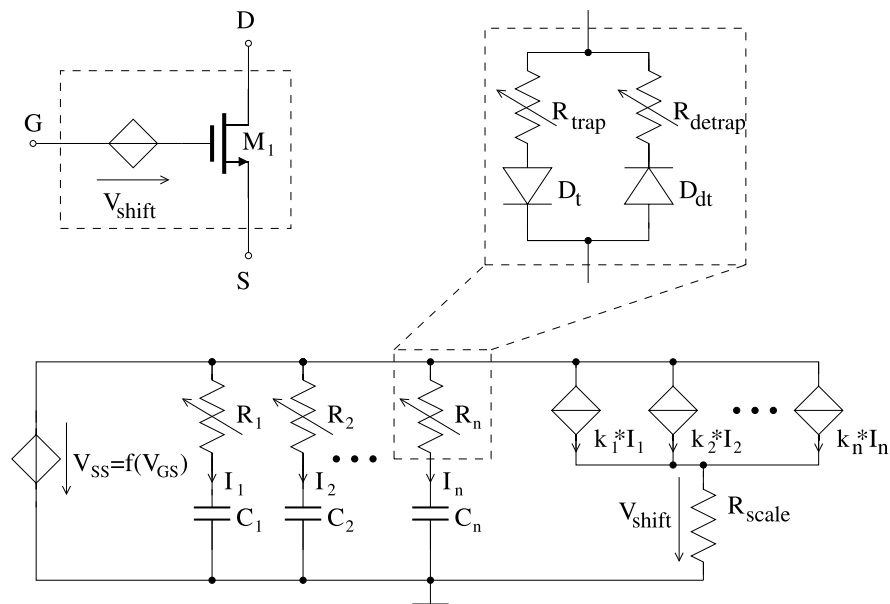 D
G
M1
Vshift
S
Rtrap
Rdetrap
Dt
Ddt
VSS=f(VGS)
R1
R2
Rn
I1
I2
In
C1
C2
Cn
k1*I1
k2*I2
kn*In
Vshift
Rscale